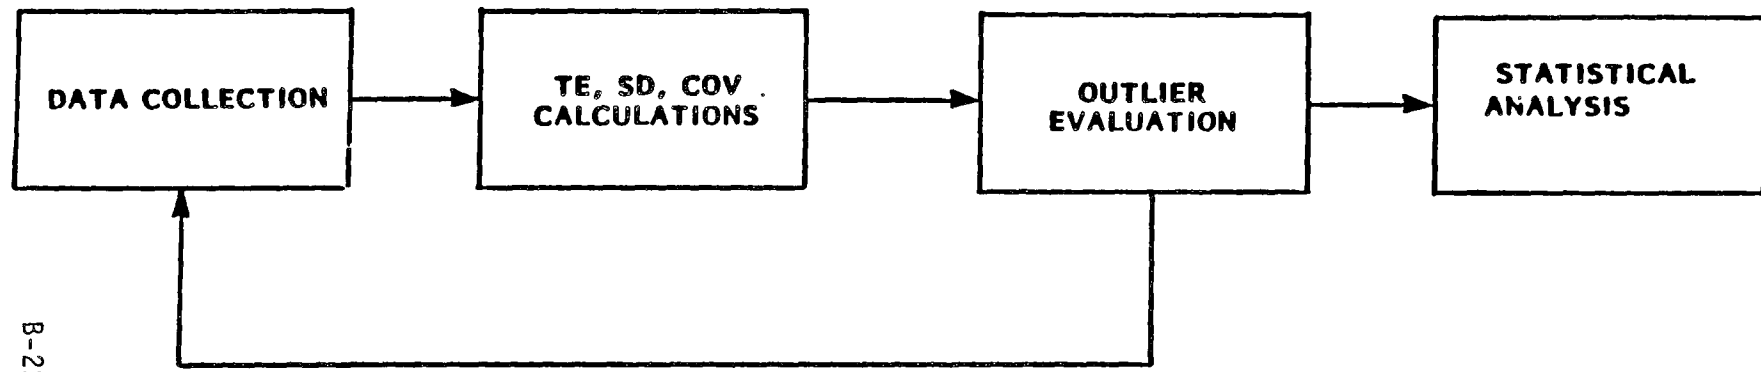 DATA COLLECTION
TE, SD, COV
CALCULATIONS
OUTLIER
EVALUATION
STATISTICAL
ANALYSIS
B-2